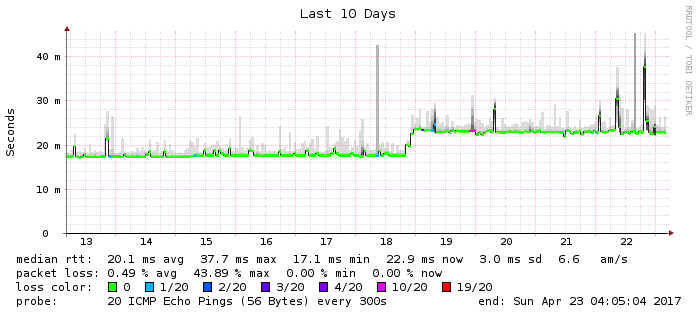 Last 10 Days
RRDTOOL / TOBI OETIKER
Seconds
40 m
30 m
20 m
10 m
0
13 14 15 16 17 18 19 20 21 22
median rtt: 20.1 ms avg 37.7 ms max 17.1 ms min 22.9 ms now 3.0 ms sd 6.6 am/s
packet loss: 0.49 % avg 43.89 % max 0.00 % min 0.00 % now
loss color: 0 1/20 2/20 3/20 4/20 10/20 19/20
probe: 20 ICMP Echo Pings (56 Bytes) every 300s end: Sun Apr 23 04:05:04 2017